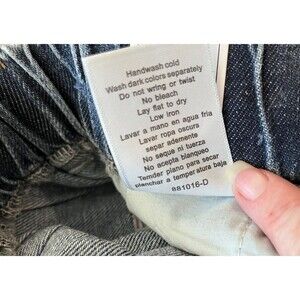 Handwash cold
Wash dark colors separately
Do not wring or twist
No bleach
Lay flat to dry
Low Iron
Lavar a mano en agua fria
Lavar ropa oscura
separ ademente
No seque ni tuerza
No acepta blanqueo
Tender plano para secar
planchar a temperatura baja
881016-D